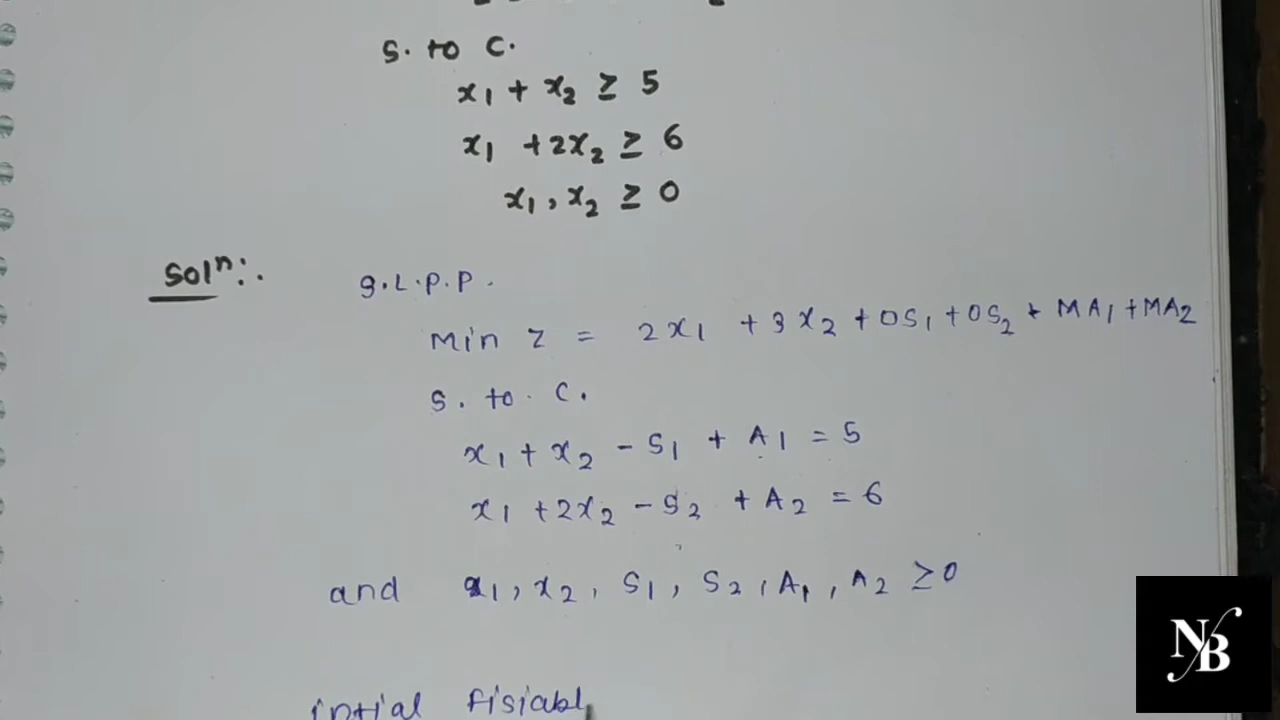 S. to C.
x₁ + x₂ ≥ 5
x₁ + 2x₂ ≥ 6
x₁, x₂ ≥ 0
Solⁿ:.
g.L.P.P.
Min Z = 2x₁ + 3x₂ + 0S₁ + 0S₂ + MA₁ + MA₂
S. to C.
x₁ + x₂ - S₁ + A₁ = 5
x₁ + 2x₂ - S₂ + A₂ = 6
and x₁, x₂, S₁, S₂, A₁, A₂ ≥ 0
intial fisiabl
NB